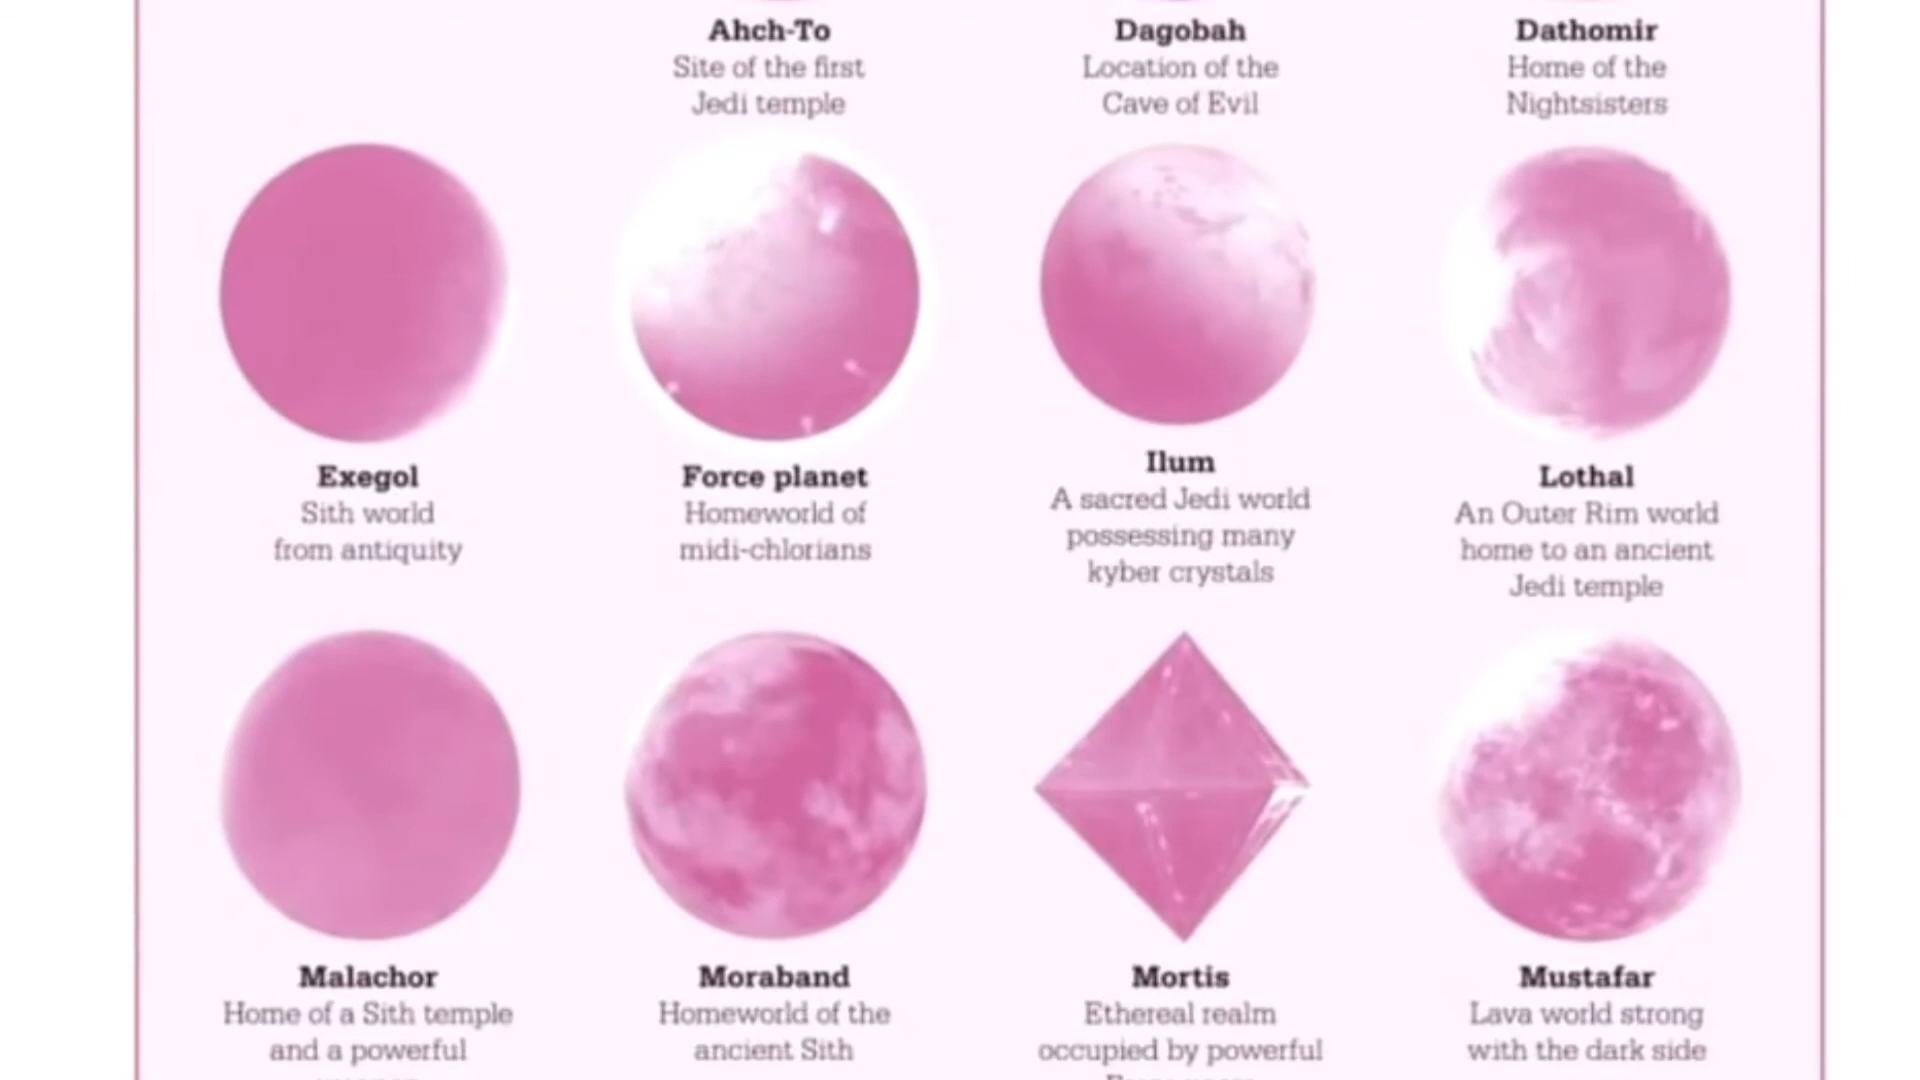 Ahch-To
Site of the first
Jedi temple
Dagobah
Location of the
Cave of Evil
Dathomir
Home of the
Nightsisters
Exegol
Sith world
from antiquity
Force planet
Homeworld of
midi-chlorians
Ilum
A sacred Jedi world
possessing many
kyber crystals
Lothal
An Outer Rim world
home to an ancient
Jedi temple
Malachor
Home of a Sith temple
and a powerful
Moraband
Homeworld of the
ancient Sith
Mortis
Ethereal realm
occupied by powerful
Mustafar
Lava world strong
with the dark side